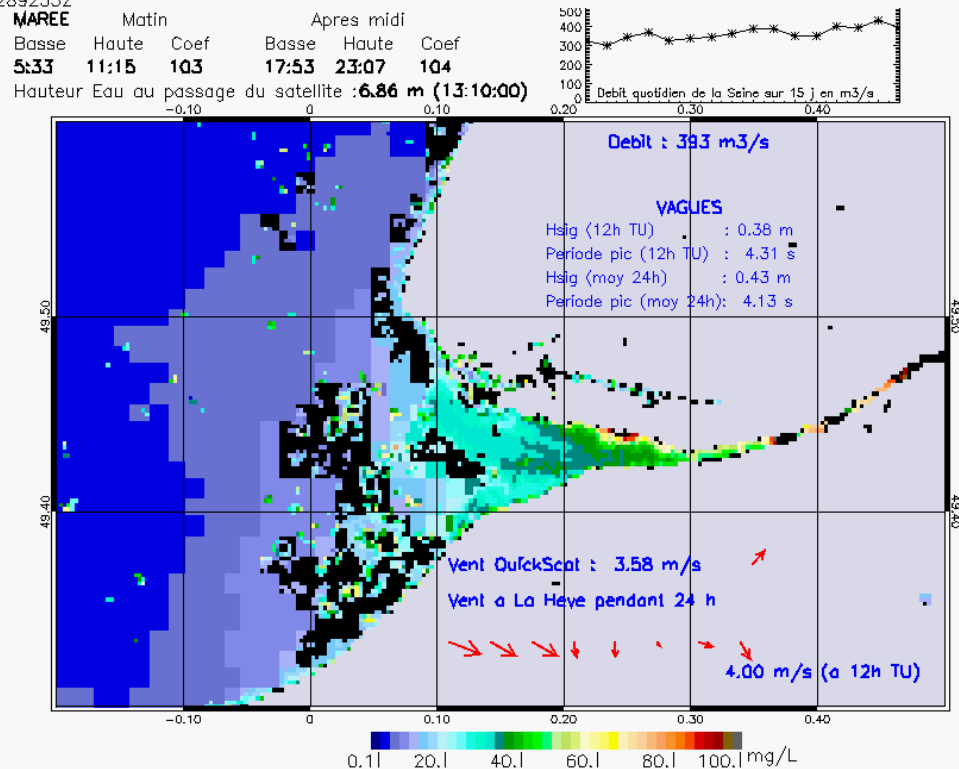 MAREE Matin Apres midi
Basse Haute Coef Basse Haute Coef
5:33 11:15 103 17:53 23:07 104
Hauteur Eau au passage du satellite :6.86 m (13:10:00)
500
400
300
200
100
0
Debit quotidien de la Seine sur 15 j en m3/s
-0.10 0 0.10 0.20 0.30 0.40
Debit : 393 m3/s
VAGUES
Hsig (12h TU) : 0.38 m
Periode pic (12h TU) : 4.31 s
Hsig (moy 24h) : 0.43 m
Periode pic (moy 24h): 4.13 s
49.50 49.50
49.40 49.40
Vent QuickScat : 3.58 m/s
Vent a La Heve pendant 24 h
4.00 m/s (a 12h TU)
-0.10 0 0.10 0.20 0.30 0.40
0.1 20. 40. 60. 80. 100. mg/L